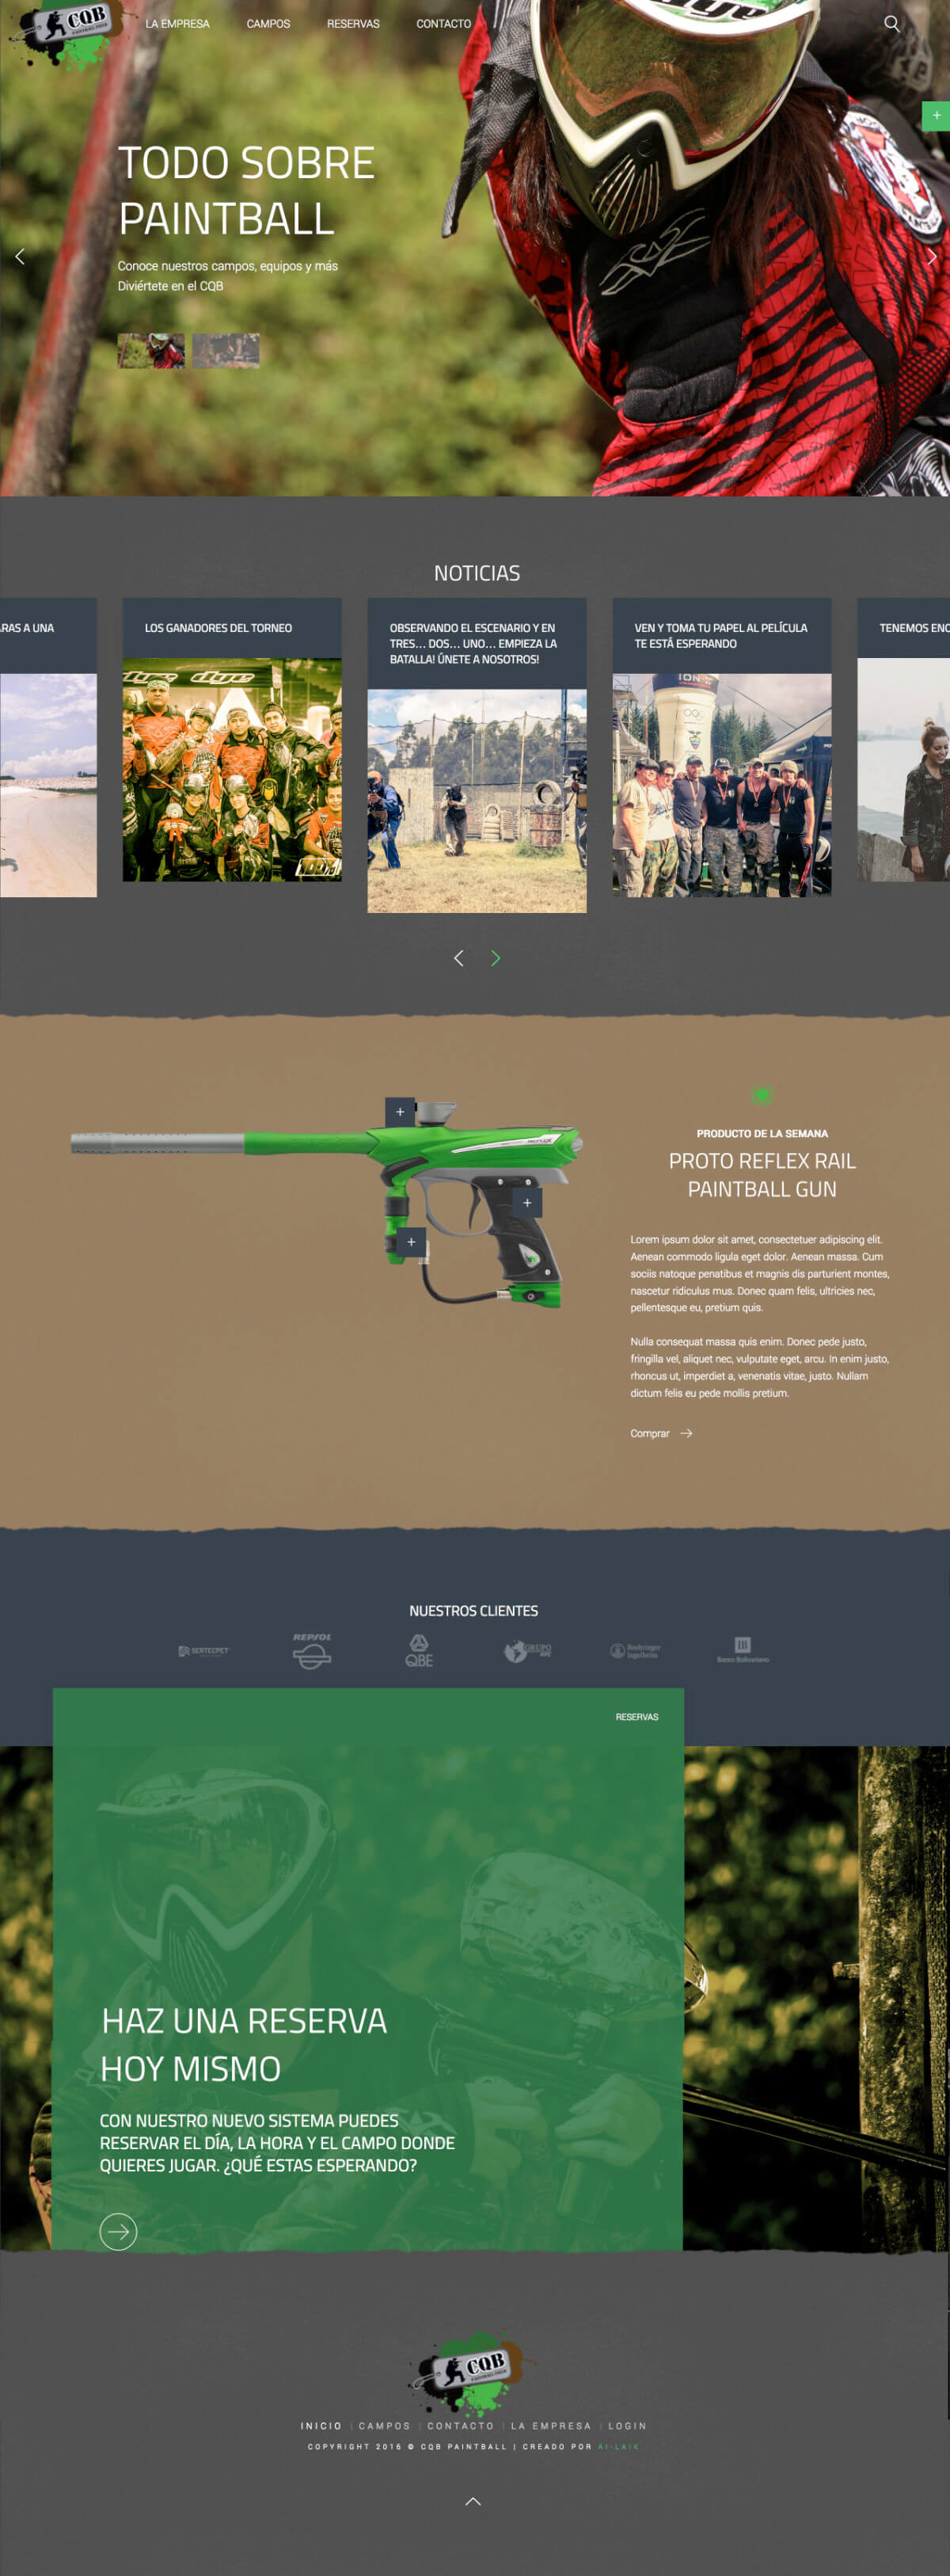 CQB
LA EMPRESA
CAMPOS
RESERVAS
CONTACTO
dye
+
TODO SOBRE
PAINTBALL
Conoce nuestros campos, equipos y más
Diviértete en el CQB
NOTICIAS
RAS A UNA
LOS GANADORES DEL TORNEO
dye dye
OBSERVANDO EL ESCENARIO Y EN
TRES... DOS... UNO... EMPIEZA LA
BATALLA! ÚNETE A NOSOTROS!
VEN Y TOMA TU PAPEL AL PELÍCULA
TE ESTÁ ESPERANDO
ION
TENEMOS ENC
+
+
+
PRODUCTO DE LA SEMANA
PROTO REFLEX RAIL
PAINTBALL GUN
Lorem ipsum dolor sit amet, consectetuer adipiscing elit.
Aenean commodo ligula eget dolor. Aenean massa. Cum
sociis natoque penatibus et magnis dis parturient montes,
nascetur ridiculus mus. Donec quam felis, ultricies nec,
pellentesque eu, pretium quis.
Nulla consequat massa quis enim. Donec pede justo,
fringilla vel, aliquet nec, vulputate eget, arcu. In enim justo,
rhoncus ut, imperdiet a, venenatis vitae, justo. Nullam
dictum felis eu pede mollis pretium.
Comprar
NUESTROS CLIENTES
SERTECPET
REPSOL
QBE
GRUPO
Boehringer
Ingelheim
Banco Bolivariano
RESERVAS
HAZ UNA RESERVA
HOY MISMO
CON NUESTRO NUEVO SISTEMA PUEDES
RESERVAR EL DÍA, LA HORA Y EL CAMPO DONDE
QUIERES JUGAR. ¿QUÉ ESTAS ESPERANDO?
CQB
INICIO | CAMPOS | CONTACTO | LA EMPRESA | LOGIN
COPYRIGHT 2016 © CQB PAINTBALL | CREADO POR AI-LAIK